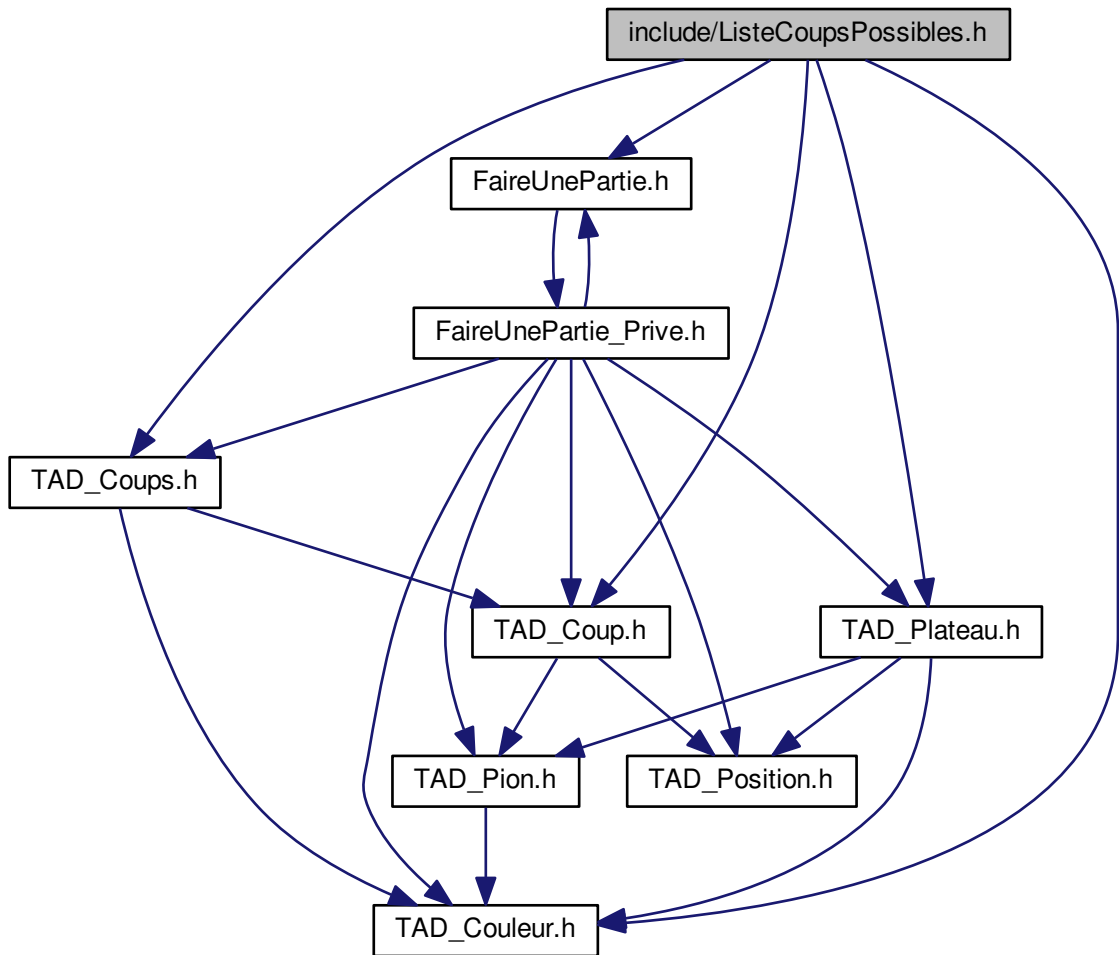 include/ListeCoupsPossibles.h
FaireUnePartie.h
FaireUnePartie_Prive.h
TAD_Coups.h
TAD_Coup.h
TAD_Plateau.h
TAD_Pion.h
TAD_Position.h
TAD_Couleur.h